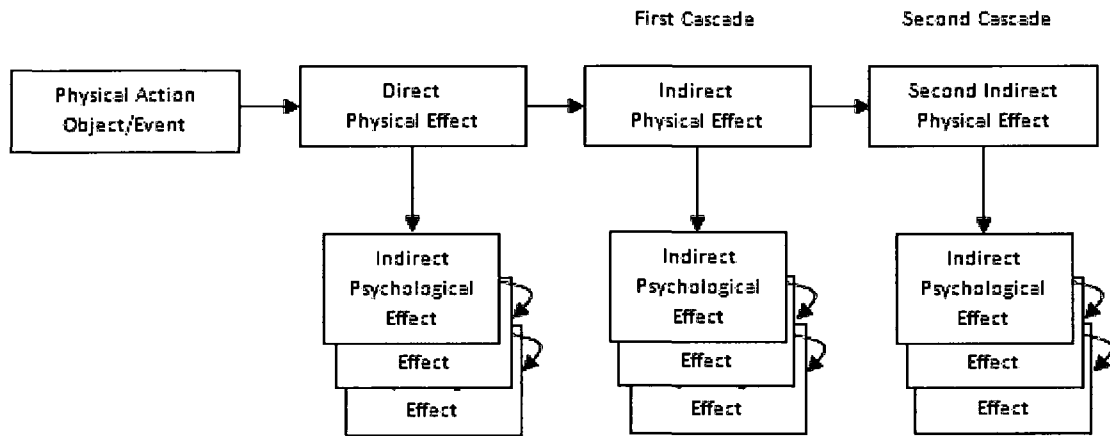 First Cascade
Second Cascade
Physical Action
Object/Event
Direct
Physical Effect
Indirect
Physical Effect
Second Indirect
Physical Effect
Indirect
Psychological
Effect
Effect
Effect
Indirect
Psychological
Effect
Effect
Effect
Indirect
Psychological
Effect
Effect
Effect